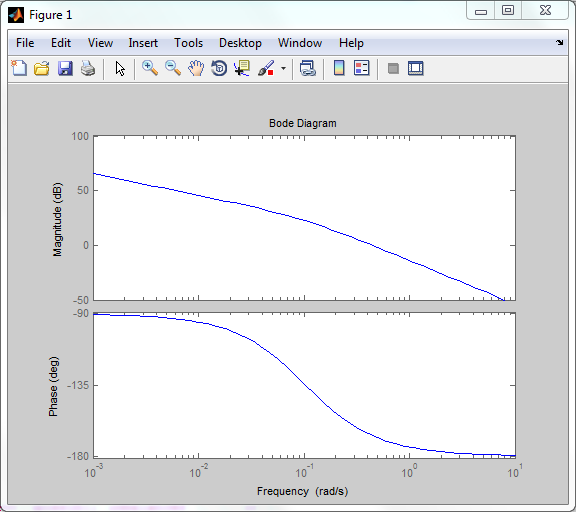 Figure 1
File Edit View Insert Tools Desktop Window Help
Bode Diagram
100
50
0
-50
Magnitude (dB)
-90
-135
-180
Phase (deg)
10^-3 10^-2 10^-1 10^0 10^1
Frequency (rad/s)